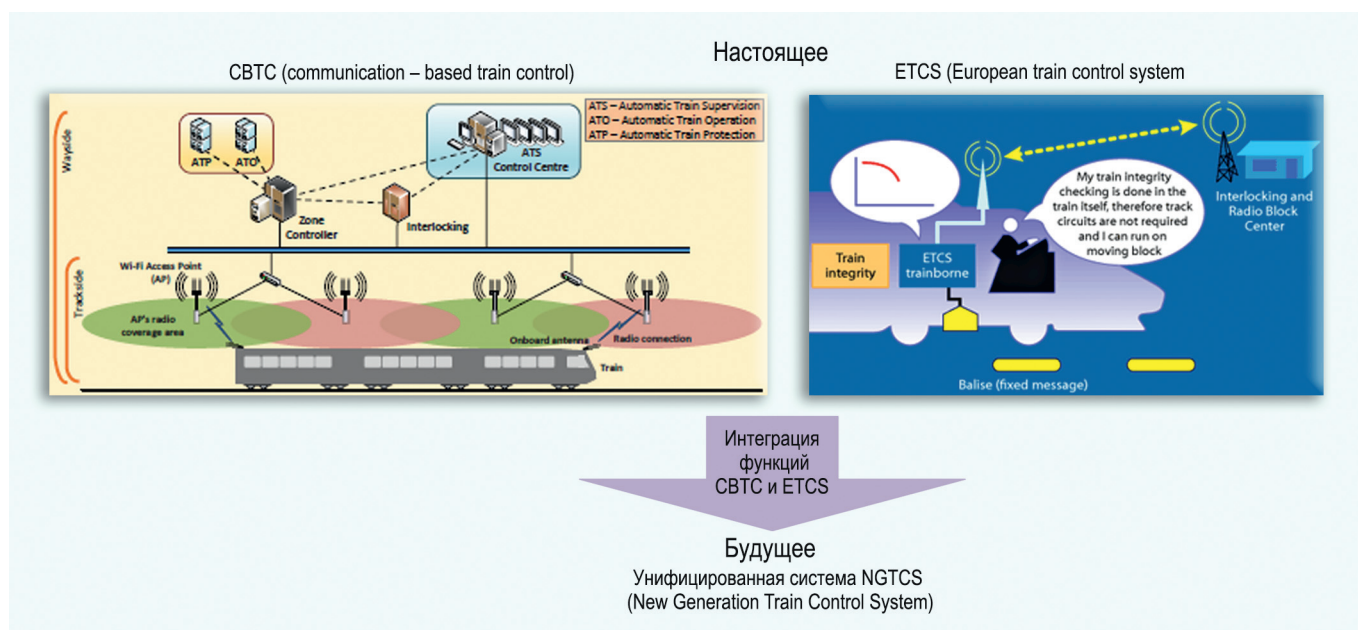 Настоящее
CBTC (communication – based train control)
ETCS (European train control system
ATS – Automatic Train Supervision
ATO – Automatic Train Operation
ATP – Automatic Train Protection
Wayside
ATP
ATO
ATS
Control Centre
Zone
Controller
Interlocking
Trackside
Wi-Fi Access Point
(AP)
AP's radio
coverage area
Onboard antenna
Radio connection
Train
My train integrity
checking is done in the
train itself, therefore track
circuits are not required
and I can run on
moving block
Interlocking and
Radio Block
Center
Train
integrity
ETCS
trainborne
Balise (fixed message)
Интеграция
функций
CBTC и ETCS
Будущее
Унифицированная система NGTCS
(New Generation Train Control System)